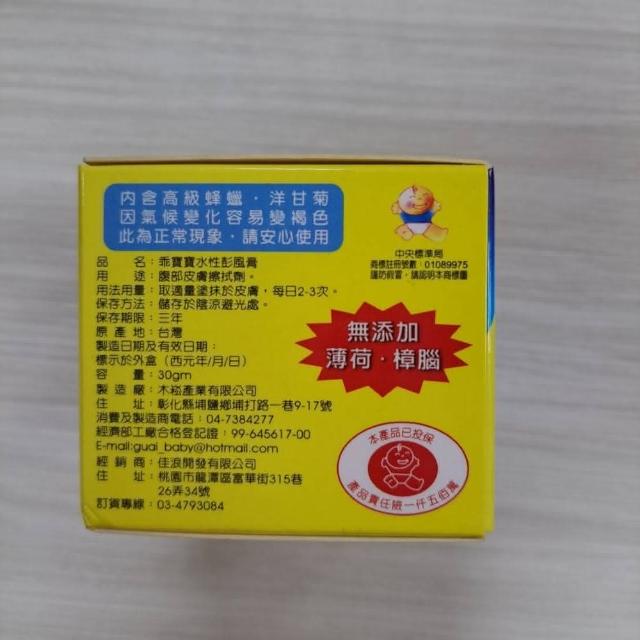 內含高級蜂蠟・洋甘菊
因氣候變化容易變褐色
此為正常現象，請安心使用
品　　名：乖寶寶水性彭風膏
用　　途：腹部皮膚擦拭劑。
用法用量：取適量塗抹於皮膚，每日2-3次。
保存方法：儲存於陰涼避光處。
保存期限：三年
原 產 地：台灣
製造日期及有效日期：
標示於外盒（西元年/月/日）
容　　量：30gm
製 造 廠：木崧產業有限公司
住　　址：彰化縣埔鹽鄉埔打路一巷9-17號
消費及製造商電話：04-7384277
經濟部工廠合格登記證：99-645617-00
E-mail:guai_baby@hotmail.com
經 銷 商：佳浪開發有限公司
住　　址：桃園市龍潭區富華街315巷
26弄34號
訂貨專線：03-4793084
中央標準局
商標註冊號數：01089975
謹防假冒，請認明本商標圖
無添加
薄荷・樟腦
本產品已投保
產品責任險一仟五佰萬